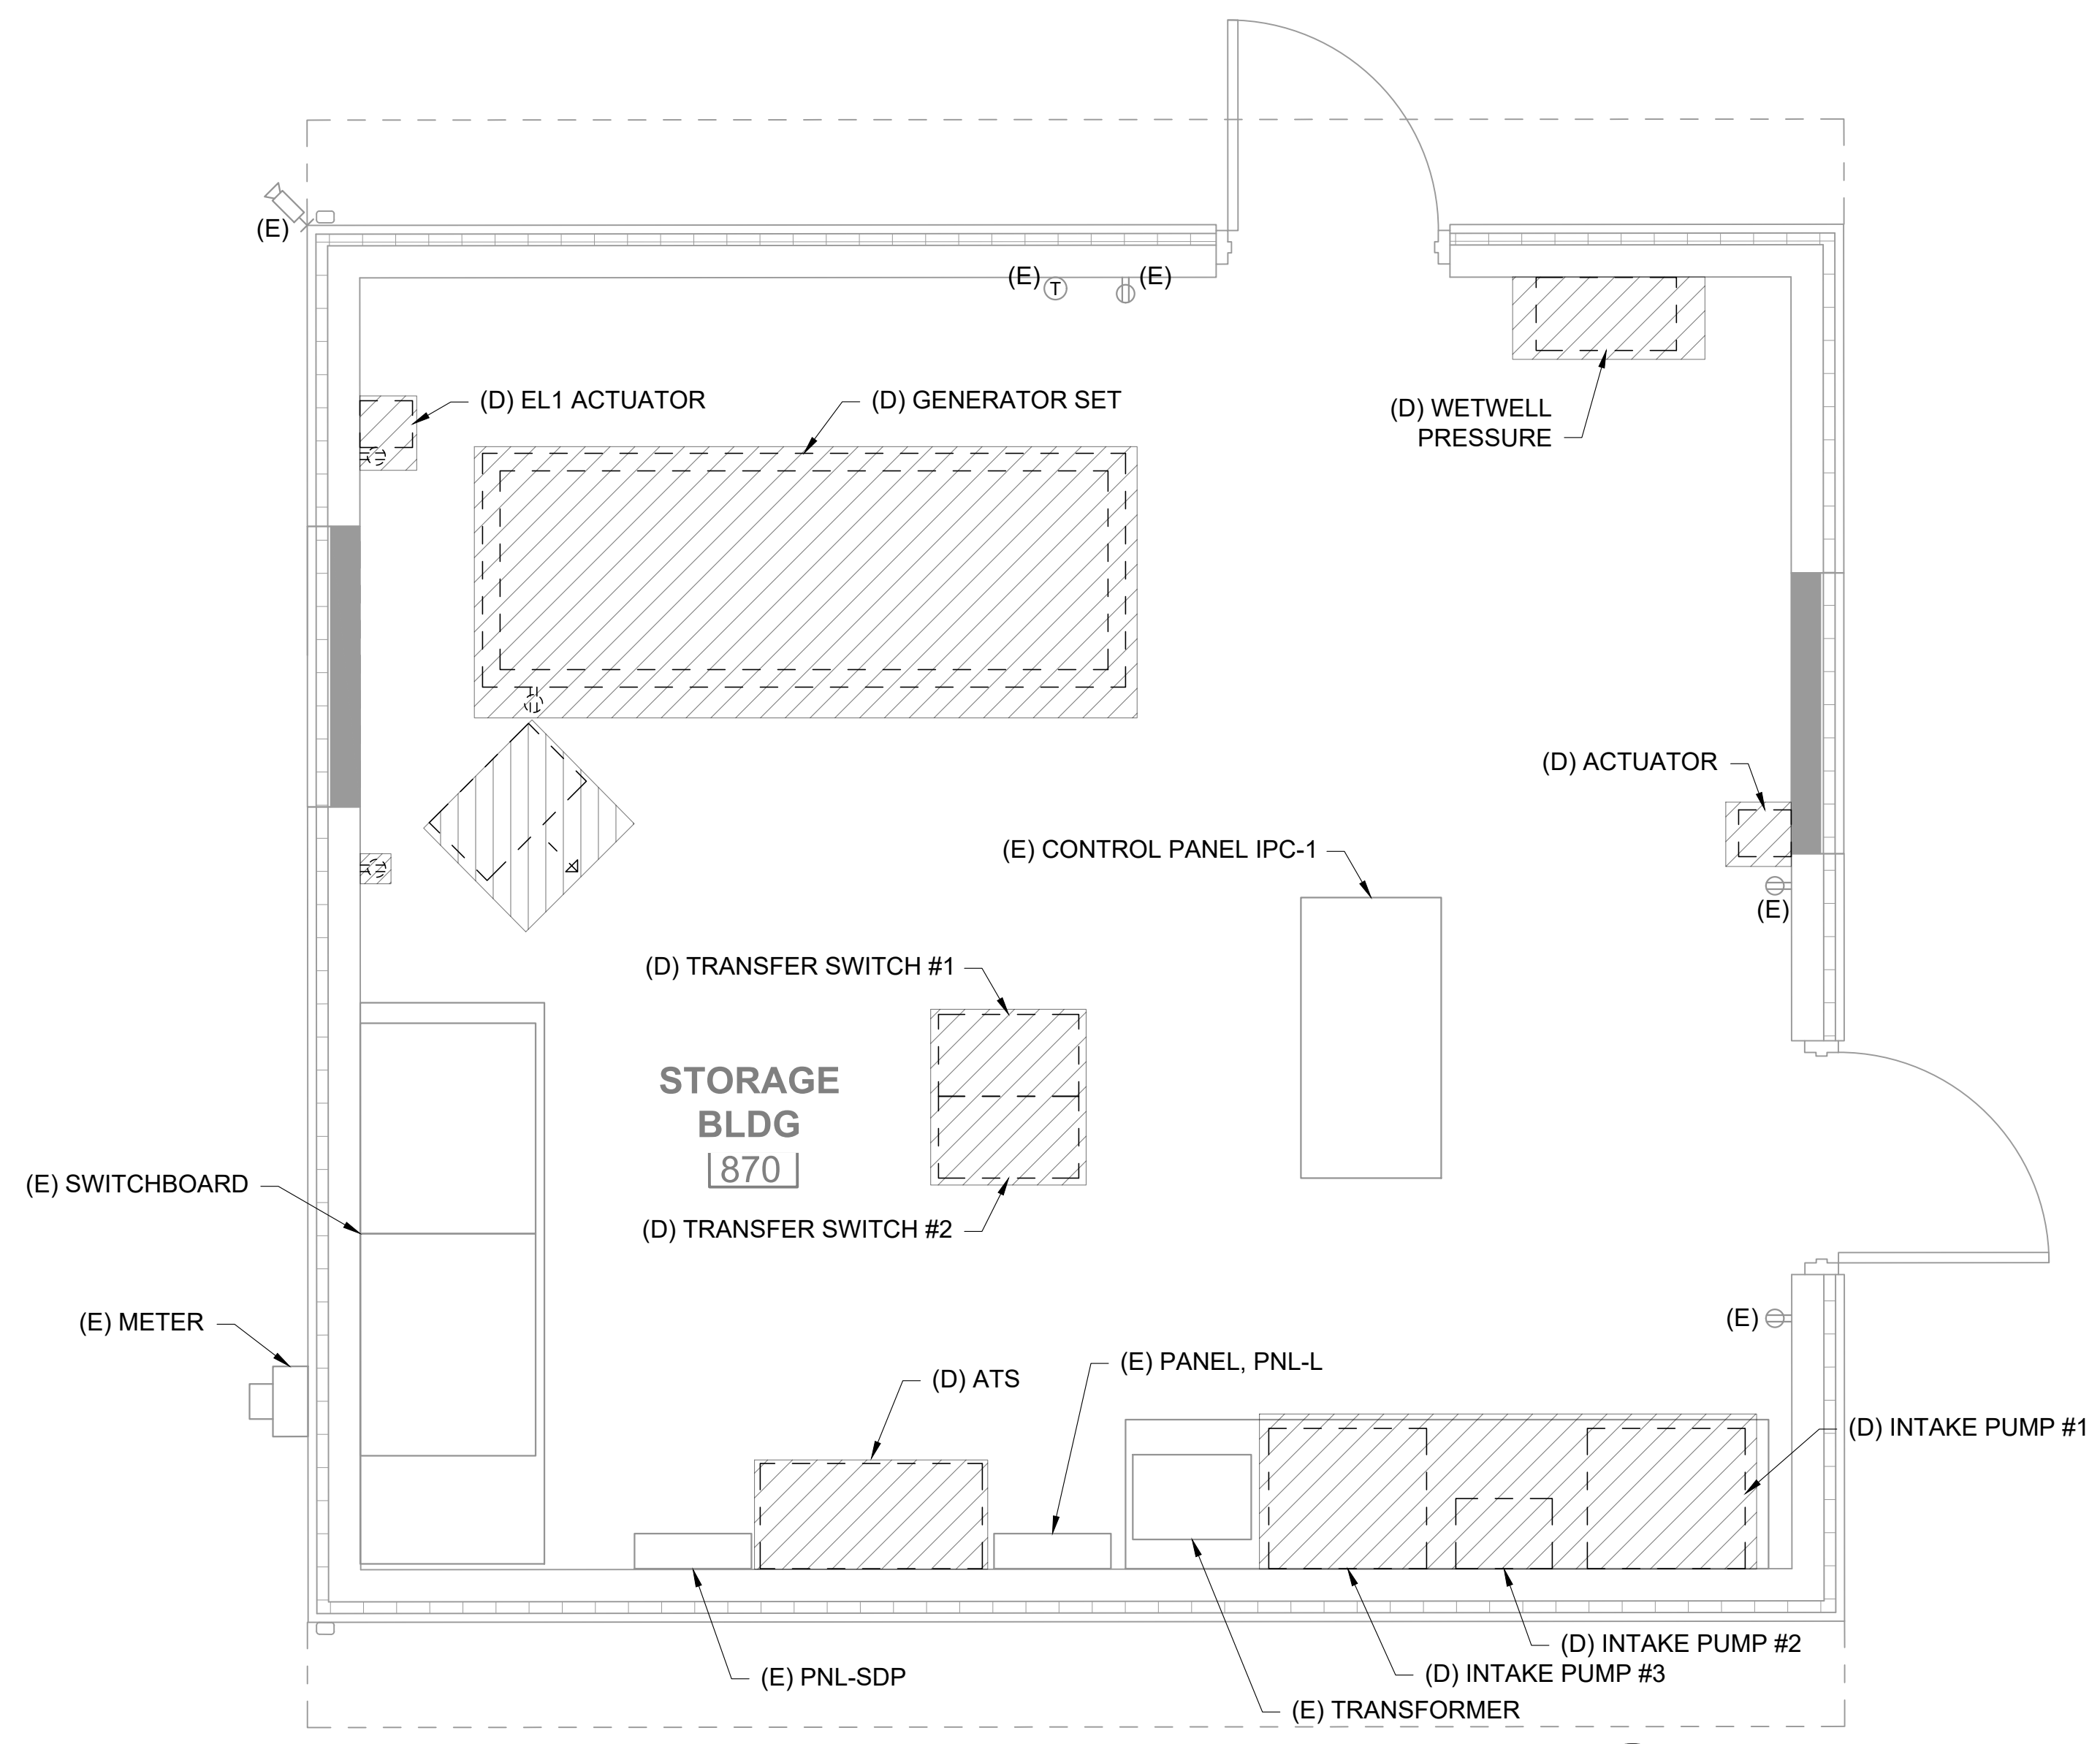 (E)
(E)
T
(E)
(D) EL1 ACTUATOR
(D) GENERATOR SET
(D) WETWELL
PRESSURE
(D) ACTUATOR
(E) CONTROL PANEL IPC-1
(E)
(D) TRANSFER SWITCH #1
STORAGE
BLDG
870
(E) SWITCHBOARD
(D) TRANSFER SWITCH #2
(E) METER
(E)
(E) PANEL, PNL-L
(D) ATS
(D) INTAKE PUMP #1
(D) INTAKE PUMP #2
(D) INTAKE PUMP #3
(E) PNL-SDP
(E) TRANSFORMER